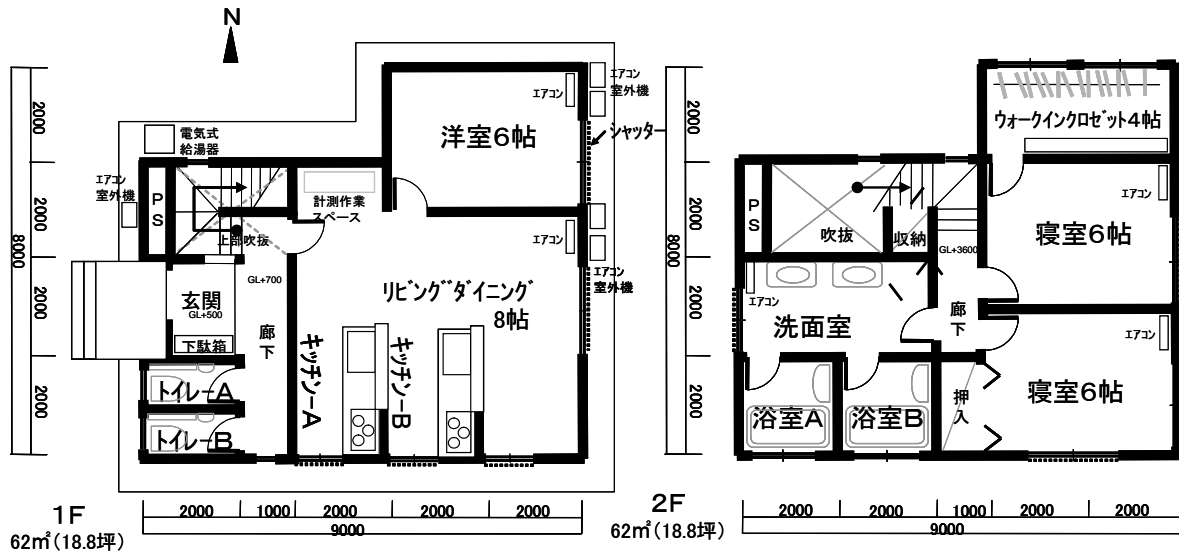 N
エアコン
室外機
電気式
給湯器
エアコン
洋室6帖
シャッター
エアコン
室外機
PS
計測作業
スペース
上部吹抜
エアコン
エアコン
室外機
GL+700
玄関
GL+500
下駄箱
廊下
リビングダイニング
8帖
キッチン-A
キッチン-B
トイレ-A
トイレ-B
2000
2000
2000
2000
8000
2000
1000
2000
2000
9000
1F
62㎡(18.8坪)
ウォークインクロゼット4帖
PS
吹抜
収納
GL+3600
エアコン
寝室6帖
エアコン
洗面室
廊下
エアコン
寝室6帖
押入
浴室A
浴室B
2000
2000
2000
2000
8000
2000
2000
1000
2000
2000
9000
2F
62㎡(18.8坪)